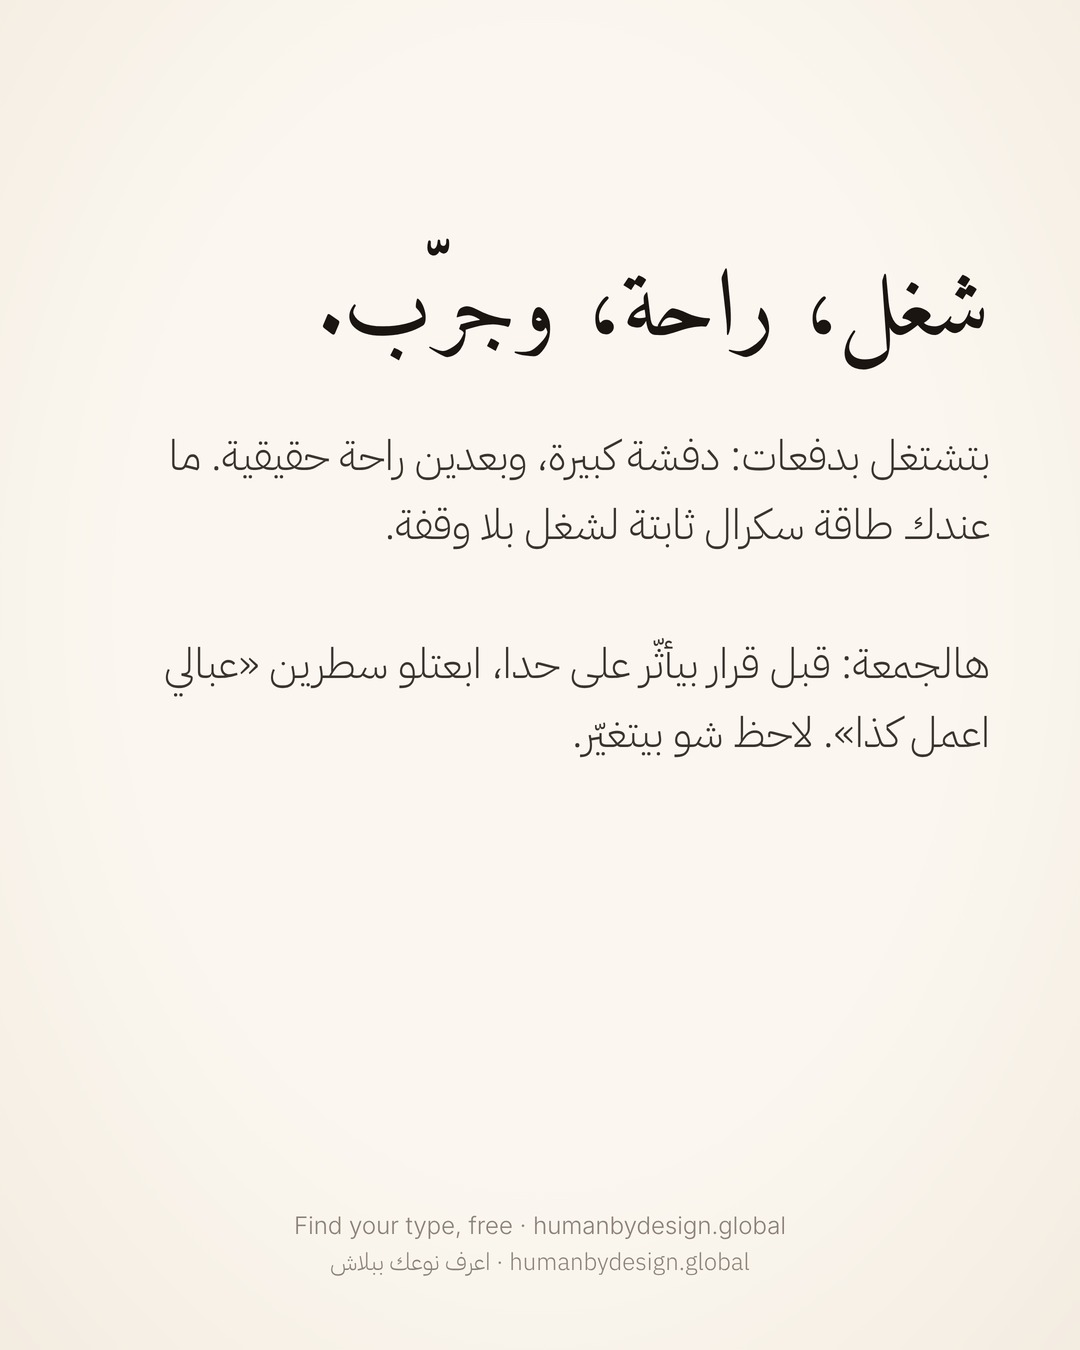 شغل، راحة، وجرّب.
بتشتغل بدفعات: دفشة كبيرة، وبعدين راحة حقيقية. ما
عندك طاقة سكرال ثابتة لشغل بلا وقفة.
هالجمعة: قبل قرار بيأثّر على حدا، ابعتلو سطرين «عبالي
اعمل كذا». لاحظ شو بيتغيّر.
Find your type, free · humanbydesign.global
اعرف نوعك ببلاش · humanbydesign.global